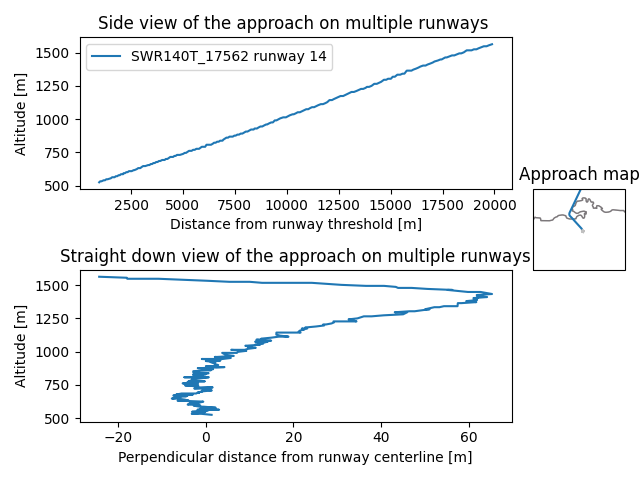 Side view of the approach on multiple runways
SWR140T_17562 runway 14
Altitude [m]
1500
1250
1000
750
500
2500
5000
7500
10000
12500
15000
17500
20000
Distance from runway threshold [m]
Approach map
Straight down view of the approach on multiple runways
Altitude [m]
1500
1250
1000
750
500
−20
0
20
40
60
Perpendicular distance from runway centerline [m]